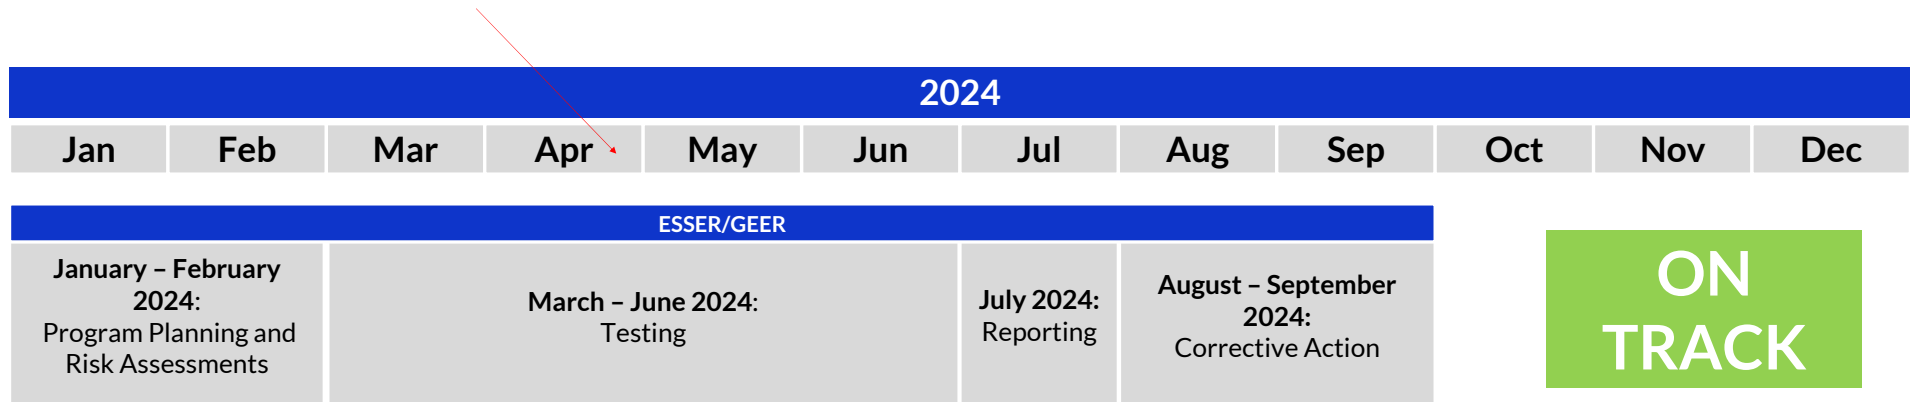 2024
Jan Feb Mar Apr May Jun Jul Aug Sep Oct Nov Dec
ESSER/GEER
January – February
2024:
Program Planning and
Risk Assessments
March – June 2024:
Testing
July 2024:
Reporting
August – September
2024:
Corrective Action
ON
TRACK